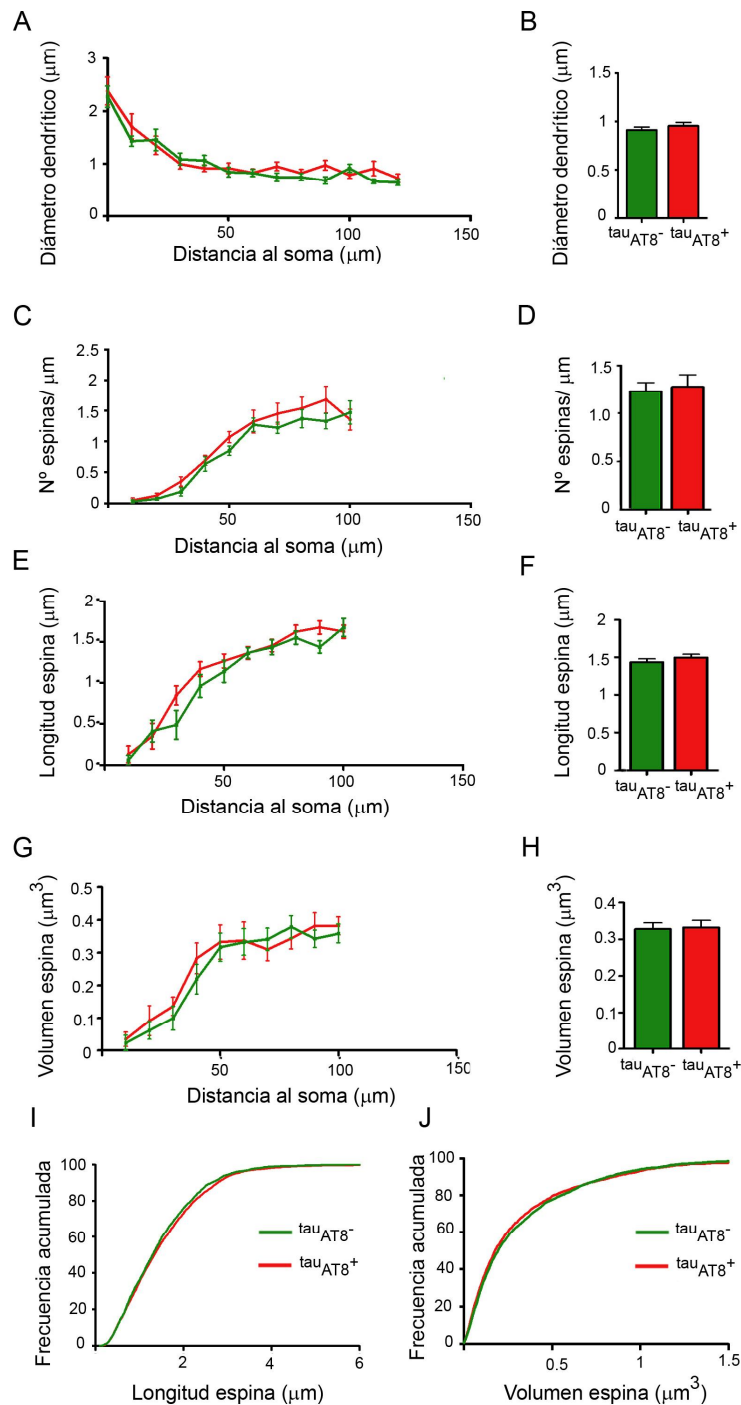 A
Diámetro dendrítico (μm)
3
2
1
0
50
100
150
Distancia al soma (μm)
B
Diámetro dendrítico (μm)
1.5
1
0.5
0
tauAT8-
tauAT8+
C
Nº espinas/ μm
2.5
2
1.5
1
0.5
0
50
100
150
Distancia al soma (μm)
D
Nº espinas/ μm
1.5
1.0
0.5
0
tauAT8-
tauAT8+
E
Longitud espina (μm)
2
1.5
1
0.5
0
50
100
150
Distancia al soma (μm)
F
Longitud espina (μm)
2
1.5
1
0.5
0
tauAT8-
tauAT8+
G
Volumen espina (μm3)
0.5
0.4
0.3
0.2
0.1
0
50
100
150
Distancia al soma (μm)
H
Volumen espina (μm3)
0.4
0.3
0.2
0.1
0
tauAT8-
tauAT8+
I
Frecuencia acumulada
100
80
60
40
20
0
2
4
6
tauAT8-
tauAT8+
Longitud espina (μm)
J
Frecuencia acumulada
100
80
60
40
20
0
0.5
1
1.5
tauAT8-
tauAT8+
Volumen espina (μm3)